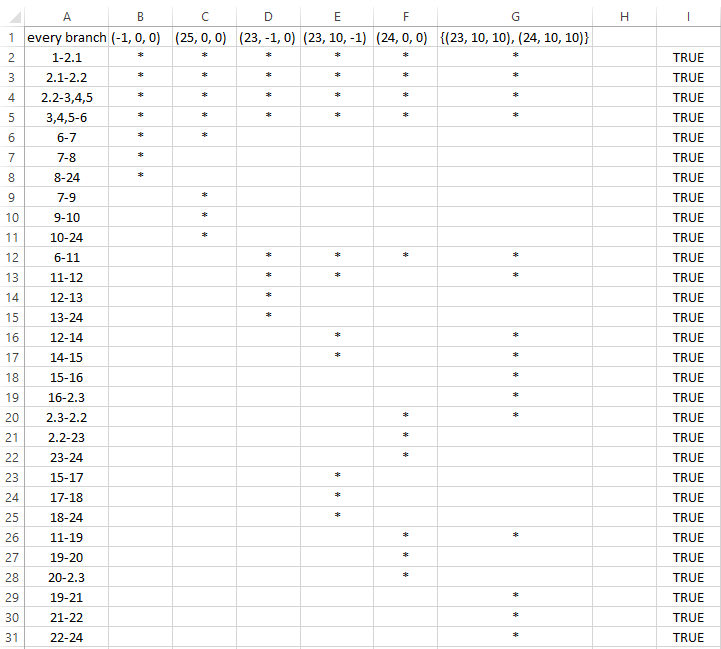 A B C D E F G H I
1 every branch (-1, 0, 0) (25, 0, 0) (23, -1, 0) (23, 10, -1) (24, 0, 0) {(23, 10, 10), (24, 10, 10)}
2 1-2.1 * * * * * * TRUE
3 2.1-2.2 * * * * * * TRUE
4 2.2-3,4,5 * * * * * * TRUE
5 3,4,5-6 * * * * * * TRUE
6 6-7 * * TRUE
7 7-8 * TRUE
8 8-24 * TRUE
9 7-9 * TRUE
10 9-10 * TRUE
11 10-24 * TRUE
12 6-11 * * * * TRUE
13 11-12 * * * TRUE
14 12-13 * TRUE
15 13-24 * TRUE
16 12-14 * * TRUE
17 14-15 * * TRUE
18 15-16 * TRUE
19 16-2.3 * TRUE
20 2.3-2.2 * * TRUE
21 2.2-23 * TRUE
22 23-24 * TRUE
23 15-17 * TRUE
24 17-18 * TRUE
25 18-24 * TRUE
26 11-19 * * TRUE
27 19-20 * TRUE
28 20-2.3 * TRUE
29 19-21 * TRUE
30 21-22 * TRUE
31 22-24 * TRUE